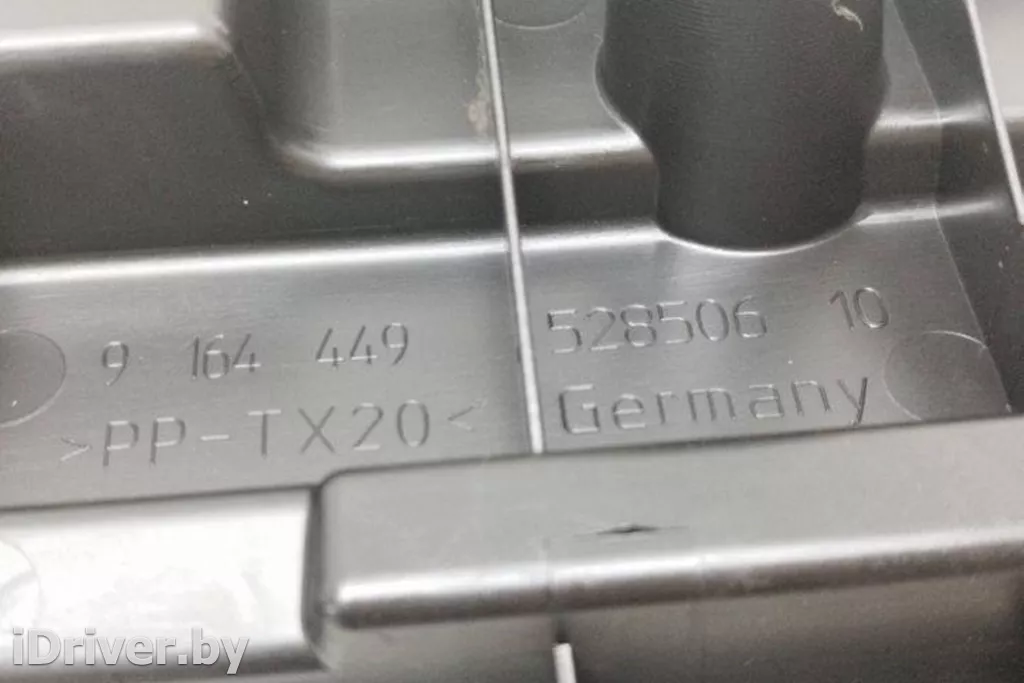 9 164 449
>PP-TX20<
528506 10
Germany
iDriver.by